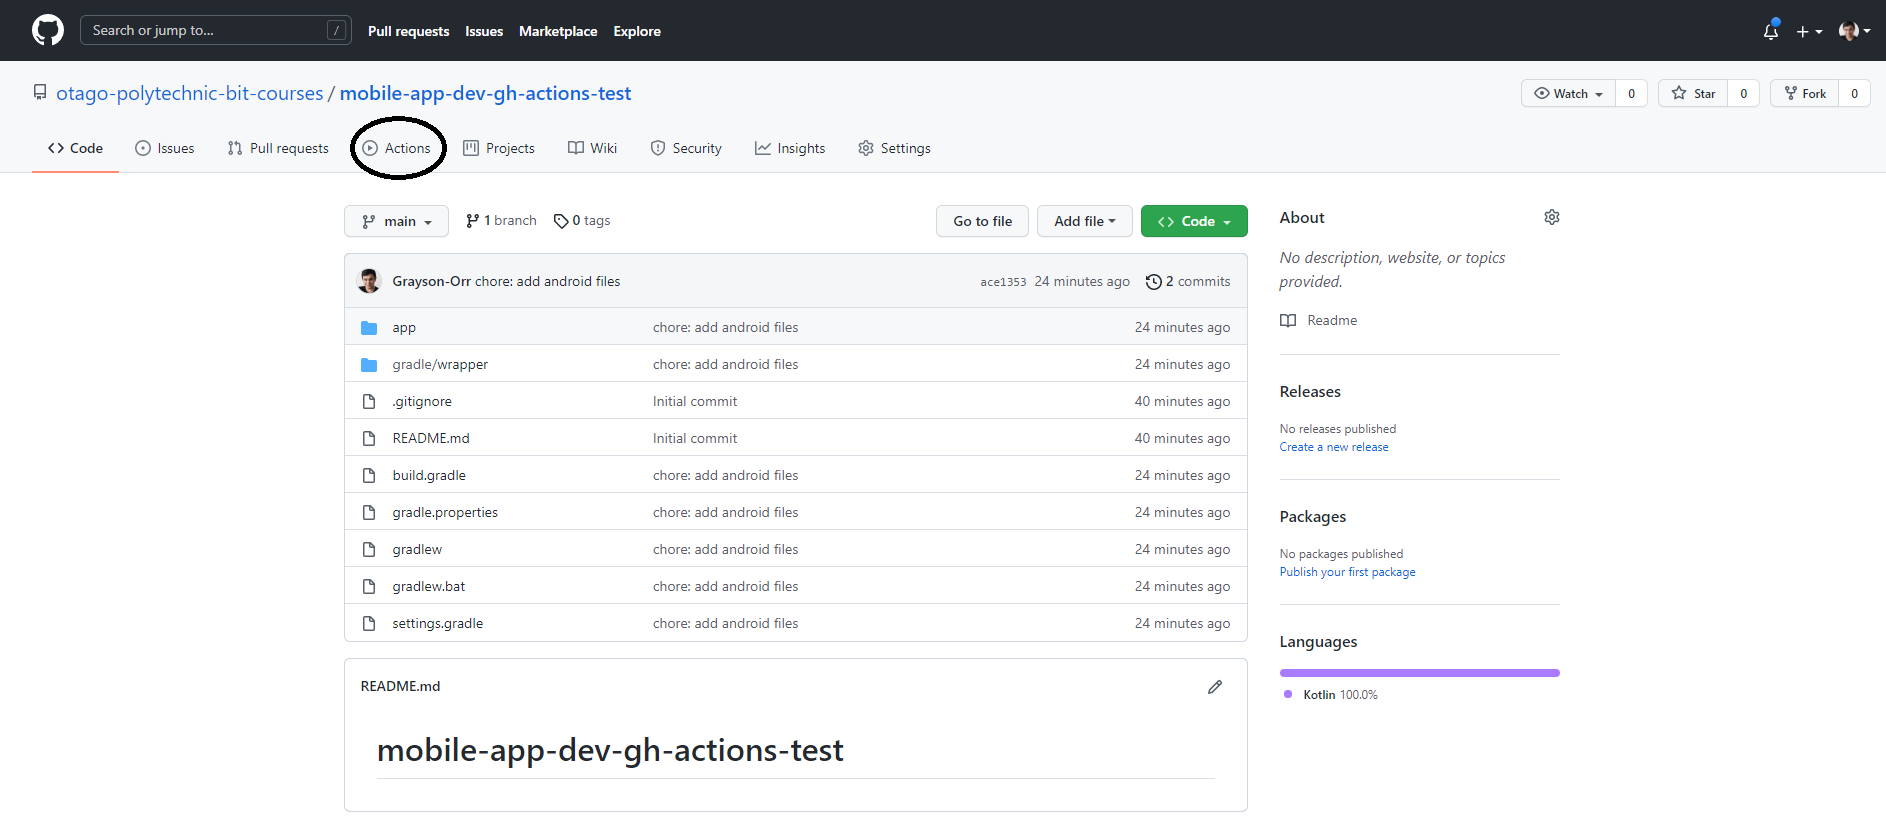 Search or jump to... /
Pull requests Issues Marketplace Explore
otago-polytechnic-bit-courses / mobile-app-dev-gh-actions-test
Watch 0 Star 0 Fork 0
Code Issues Pull requests Actions Projects Wiki Security Insights Settings
main 1 branch 0 tags Go to file Add file Code
Grayson-Orr chore: add android files ace1353 24 minutes ago 2 commits
app chore: add android files 24 minutes ago
gradle/wrapper chore: add android files 24 minutes ago
.gitignore Initial commit 40 minutes ago
README.md Initial commit 40 minutes ago
build.gradle chore: add android files 24 minutes ago
gradle.properties chore: add android files 24 minutes ago
gradlew chore: add android files 24 minutes ago
gradlew.bat chore: add android files 24 minutes ago
settings.gradle chore: add android files 24 minutes ago
README.md
mobile-app-dev-gh-actions-test
About
No description, website, or topics
provided.
Readme
Releases
No releases published
Create a new release
Packages
No packages published
Publish your first package
Languages
Kotlin 100.0%